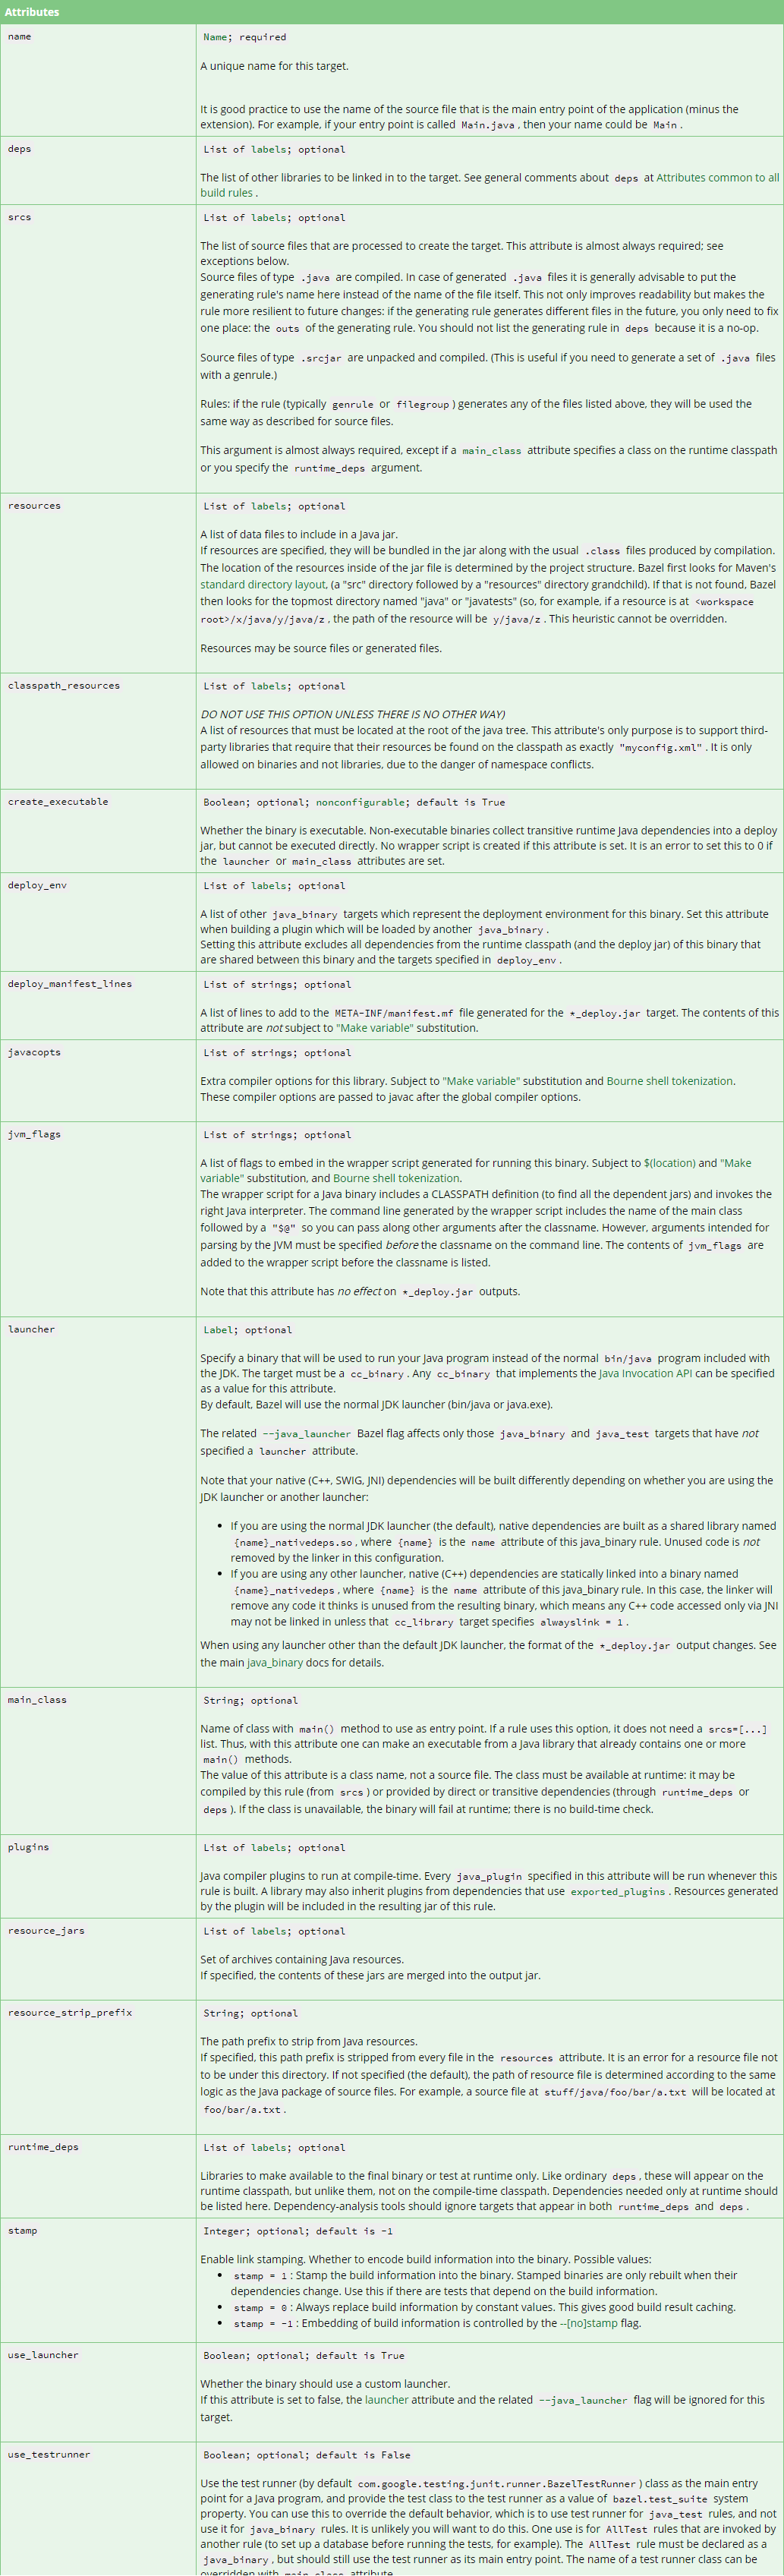 Attributes
name
Name; required
A unique name for this target.
It is good practice to use the name of the source file that is the main entry point of the application (minus the
extension). For example, if your entry point is called Main.java, then your name could be Main.
deps
List of labels; optional
The list of other libraries to be linked in to the target. See general comments about deps at Attributes common to all
build rules .
srcs
List of labels; optional
The list of source files that are processed to create the target. This attribute is almost always required; see
exceptions below.
Source files of type .java are compiled. In case of generated .java files it is generally advisable to put the
generating rule's name here instead of the name of the file itself. This not only improves readability but makes the
rule more resilient to future changes: if the generating rule generates different files in the future, you only need to fix
one place: the outs of the generating rule. You should not list the generating rule in deps because it is a no-op.
Source files of type .srcjar are unpacked and compiled. (This is useful if you need to generate a set of .java files
with a genrule.)
Rules: if the rule (typically genrule or filegroup) generates any of the files listed above, they will be used the
same way as described for source files.
This argument is almost always required, except if a main_class attribute specifies a class on the runtime classpath
or you specify the runtime_deps argument.
resources
List of labels; optional
A list of data files to include in a Java jar.
If resources are specified, they will be bundled in the jar along with the usual .class files produced by compilation.
The location of the resources inside of the jar file is determined by the project structure. Bazel first looks for Maven's
standard directory layout, (a "src" directory followed by a "resources" directory grandchild). If that is not found, Bazel
then looks for the topmost directory named "java" or "javatests" (so, for example, if a resource is at <workspace
root>/x/java/y/java/z, the path of the resource will be y/java/z. This heuristic cannot be overridden.
Resources may be source files or generated files.
classpath_resources
List of labels; optional
DO NOT USE THIS OPTION UNLESS THERE IS NO OTHER WAY)
A list of resources that must be located at the root of the java tree. This attribute's only purpose is to support third-
party libraries that require that their resources be found on the classpath as exactly "myconfig.xml". It is only
allowed on binaries and not libraries, due to the danger of namespace conflicts.
create_executable
Boolean; optional; nonconfigurable; default is True
Whether the binary is executable. Non-executable binaries collect transitive runtime Java dependencies into a deploy
jar, but cannot be executed directly. No wrapper script is created if this attribute is set. It is an error to set this to 0 if
the launcher or main_class attributes are set.
deploy_env
List of labels; optional
A list of other java_binary targets which represent the deployment environment for this binary. Set this attribute
when building a plugin which will be loaded by another java_binary.
Setting this attribute excludes all dependencies from the runtime classpath (and the deploy jar) of this binary that
are shared between this binary and the targets specified in deploy_env.
deploy_manifest_lines
List of strings; optional
A list of lines to add to the META-INF/manifest.mf file generated for the *_deploy.jar target. The contents of this
attribute are not subject to "Make variable" substitution.
javacopts
List of strings; optional
Extra compiler options for this library. Subject to "Make variable" substitution and Bourne shell tokenization.
These compiler options are passed to javac after the global compiler options.
jvm_flags
List of strings; optional
A list of flags to embed in the wrapper script generated for running this binary. Subject to $(location) and "Make
variable" substitution, and Bourne shell tokenization.
The wrapper script for a Java binary includes a CLASSPATH definition (to find all the dependent jars) and invokes the
right Java interpreter. The command line generated by the wrapper script includes the name of the main class
followed by a "$@" so you can pass along other arguments after the classname. However, arguments intended for
parsing by the JVM must be specified before the classname on the command line. The contents of jvm_flags are
added to the wrapper script before the classname is listed.
Note that this attribute has no effect on *_deploy.jar outputs.
launcher
Label; optional
Specify a binary that will be used to run your Java program instead of the normal bin/java program included with
the JDK. The target must be a cc_binary. Any cc_binary that implements the Java Invocation API can be specified
as a value for this attribute.
By default, Bazel will use the normal JDK launcher (bin/java or java.exe).
The related --java_launcher Bazel flag affects only those java_binary and java_test targets that have not
specified a launcher attribute.
Note that your native (C++, SWIG, JNI) dependencies will be built differently depending on whether you are using the
JDK launcher or another launcher:
• If you are using the normal JDK launcher (the default), native dependencies are built as a shared library named
{name}_nativedeps.so, where {name} is the name attribute of this java_binary rule. Unused code is not
removed by the linker in this configuration.
• If you are using any other launcher, native (C++) dependencies are statically linked into a binary named
{name}_nativedeps, where {name} is the name attribute of this java_binary rule. In this case, the linker will
remove any code it thinks is unused from the resulting binary, which means any C++ code accessed only via JNI
may not be linked in unless that cc_library target specifies alwayslink = 1.
When using any launcher other than the default JDK launcher, the format of the *_deploy.jar output changes. See
the main java_binary docs for details.
main_class
String; optional
Name of class with main() method to use as entry point. If a rule uses this option, it does not need a srcs=[...]
list. Thus, with this attribute one can make an executable from a Java library that already contains one or more
main() methods.
The value of this attribute is a class name, not a source file. The class must be available at runtime: it may be
compiled by this rule (from srcs) or provided by direct or transitive dependencies (through runtime_deps or
deps). If the class is unavailable, the binary will fail at runtime; there is no build-time check.
plugins
List of labels; optional
Java compiler plugins to run at compile-time. Every java_plugin specified in this attribute will be run whenever this
rule is built. A library may also inherit plugins from dependencies that use exported_plugins. Resources generated
by the plugin will be included in the resulting jar of this rule.
resource_jars
List of labels; optional
Set of archives containing Java resources.
If specified, the contents of these jars are merged into the output jar.
resource_strip_prefix
String; optional
The path prefix to strip from Java resources.
If specified, this path prefix is stripped from every file in the resources attribute. It is an error for a resource file not
to be under this directory. If not specified (the default), the path of resource file is determined according to the same
logic as the Java package of source files. For example, a source file at stuff/java/foo/bar/a.txt will be located at
foo/bar/a.txt.
runtime_deps
List of labels; optional
Libraries to make available to the final binary or test at runtime only. Like ordinary deps, these will appear on the
runtime classpath, but unlike them, not on the compile-time classpath. Dependencies needed only at runtime should
be listed here. Dependency-analysis tools should ignore targets that appear in both runtime_deps and deps.
stamp
Integer; optional; default is -1
Enable link stamping. Whether to encode build information into the binary. Possible values:
• stamp = 1: Stamp the build information into the binary. Stamped binaries are only rebuilt when their
dependencies change. Use this if there are tests that depend on the build information.
• stamp = 0: Always replace build information by constant values. This gives good build result caching.
• stamp = -1: Embedding of build information is controlled by the --[no]stamp flag.
use_launcher
Boolean; optional; default is True
Whether the binary should use a custom launcher.
If this attribute is set to false, the launcher attribute and the related --java_launcher flag will be ignored for this
target.
use_testrunner
Boolean; optional; default is False
Use the test runner (by default com.google.testing.junit.runner.BazelTestRunner) class as the main entry
point for a Java program, and provide the test class to the test runner as a value of bazel.test_suite system
property. You can use this to override the default behavior, which is to use test runner for java_test rules, and not
use it for java_binary rules. It is unlikely you will want to do this. One use is for AllTest rules that are invoked by
another rule (to set up a database before running the tests, for example). The AllTest rule must be declared as a
java_binary, but should still use the test runner as its main entry point. The name of a test runner class can be
overridden with main_class attribute.